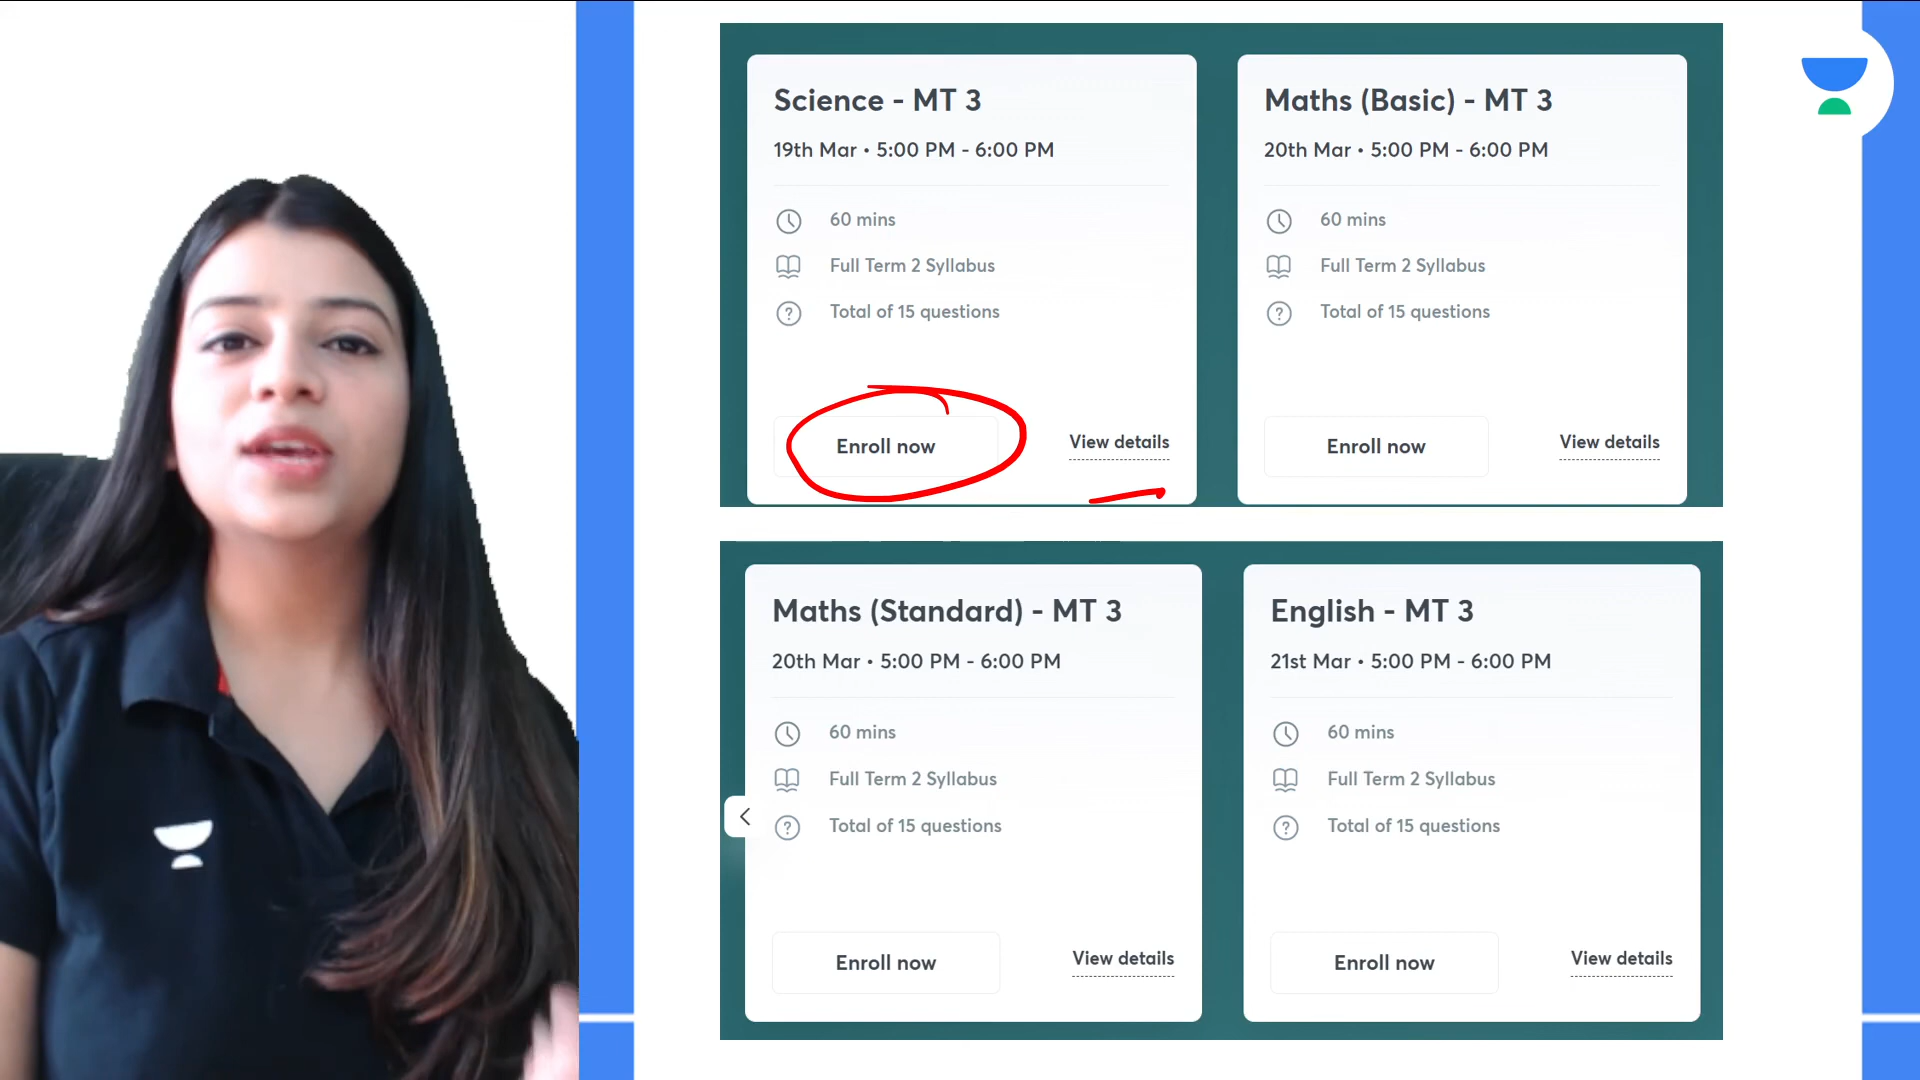 Science - MT 3
19th Mar • 5:00 PM - 6:00 PM
60 mins
Full Term 2 Syllabus
Total of 15 questions
Enroll now
View details
Maths (Basic) - MT 3
20th Mar • 5:00 PM - 6:00 PM
60 mins
Full Term 2 Syllabus
Total of 15 questions
Enroll now
View details
Maths (Standard) - MT 3
20th Mar • 5:00 PM - 6:00 PM
60 mins
Full Term 2 Syllabus
Total of 15 questions
Enroll now
View details
English - MT 3
21st Mar • 5:00 PM - 6:00 PM
60 mins
Full Term 2 Syllabus
Total of 15 questions
Enroll now
View details